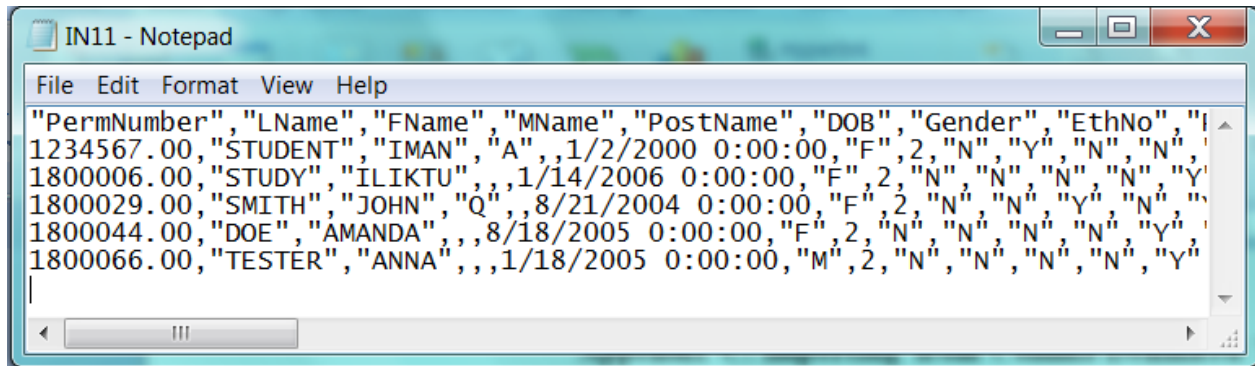 IN11 - Notepad
File Edit Format View Help
"PermNumber","LName","FName","MName","PostName","DOB","Gender","EthNo","
1234567.00,"STUDENT","IMAN","A",,1/2/2000 0:00:00,"F",2,"N","Y","N","N",
1800006.00,"STUDY","ILIKTU",,,1/14/2006 0:00:00,"F",2,"N","N","N","N","Y"
1800029.00,"SMITH","JOHN","Q",,8/21/2004 0:00:00,"F",2,"N","N","Y","N","
1800044.00,"DOE","AMANDA",,,8/18/2005 0:00:00,"F",2,"N","N","N","N","Y",
1800066.00,"TESTER","ANNA",,,1/18/2005 0:00:00,"M",2,"N","N","N","N","Y"